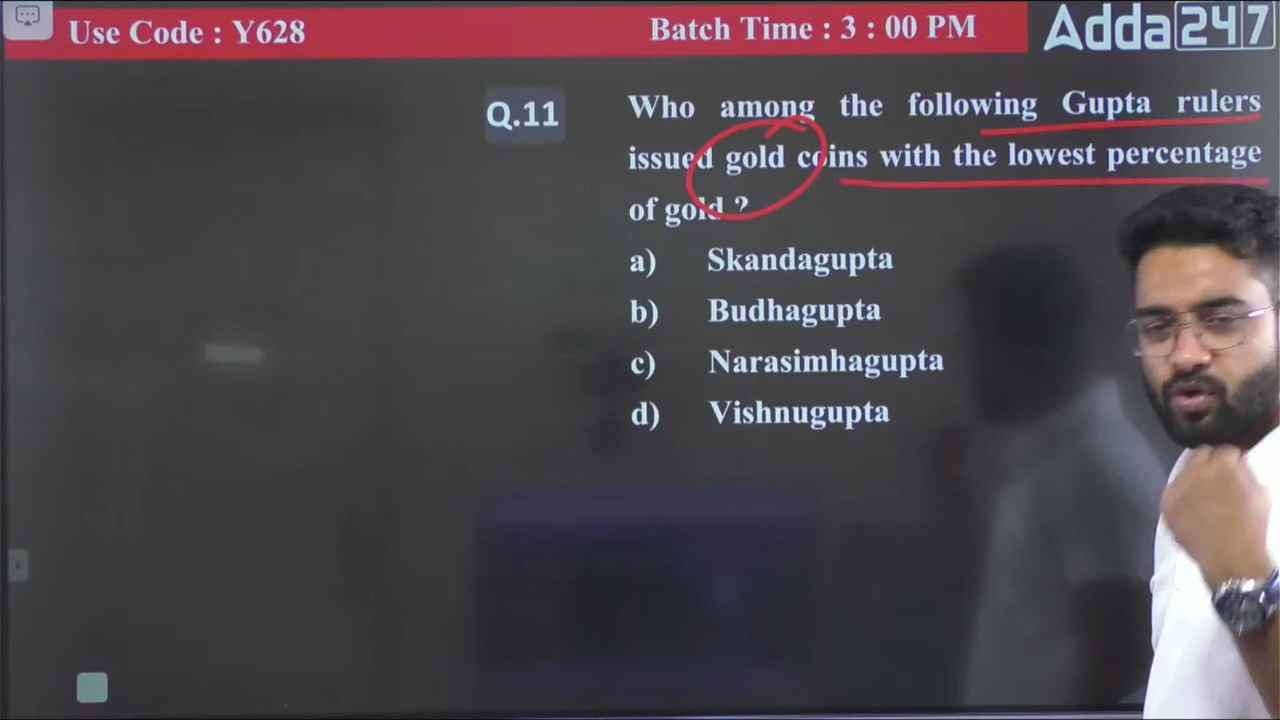 Use Code : Y628
Batch Time : 3 : 00 PM
Adda247
Q.11
Who among the following Gupta rulers
issued gold coins with the lowest percentage
of gold ?
a) Skandagupta
b) Budhagupta
c) Narasimhagupta
d) Vishnugupta